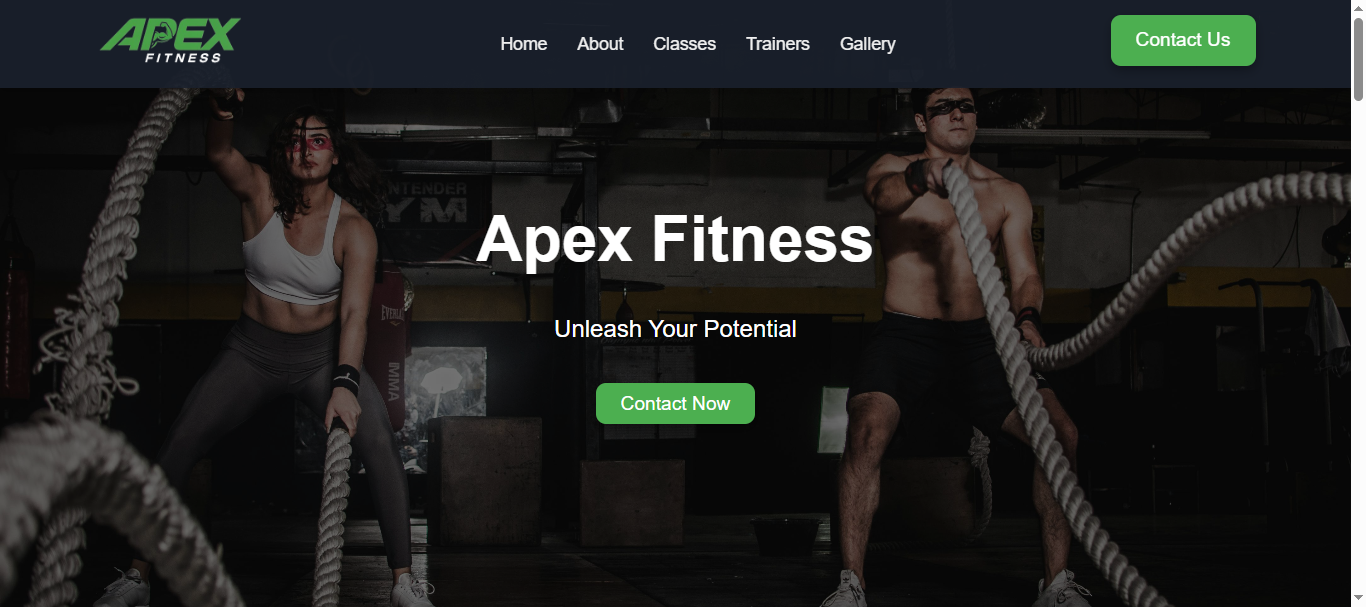 APEX
FITNESS
Home
About
Classes
Trainers
Gallery
Contact Us
NTENDER
YM
Apex Fitness
EVERLAST
Unleash Your Potential
MMA
Contact Now